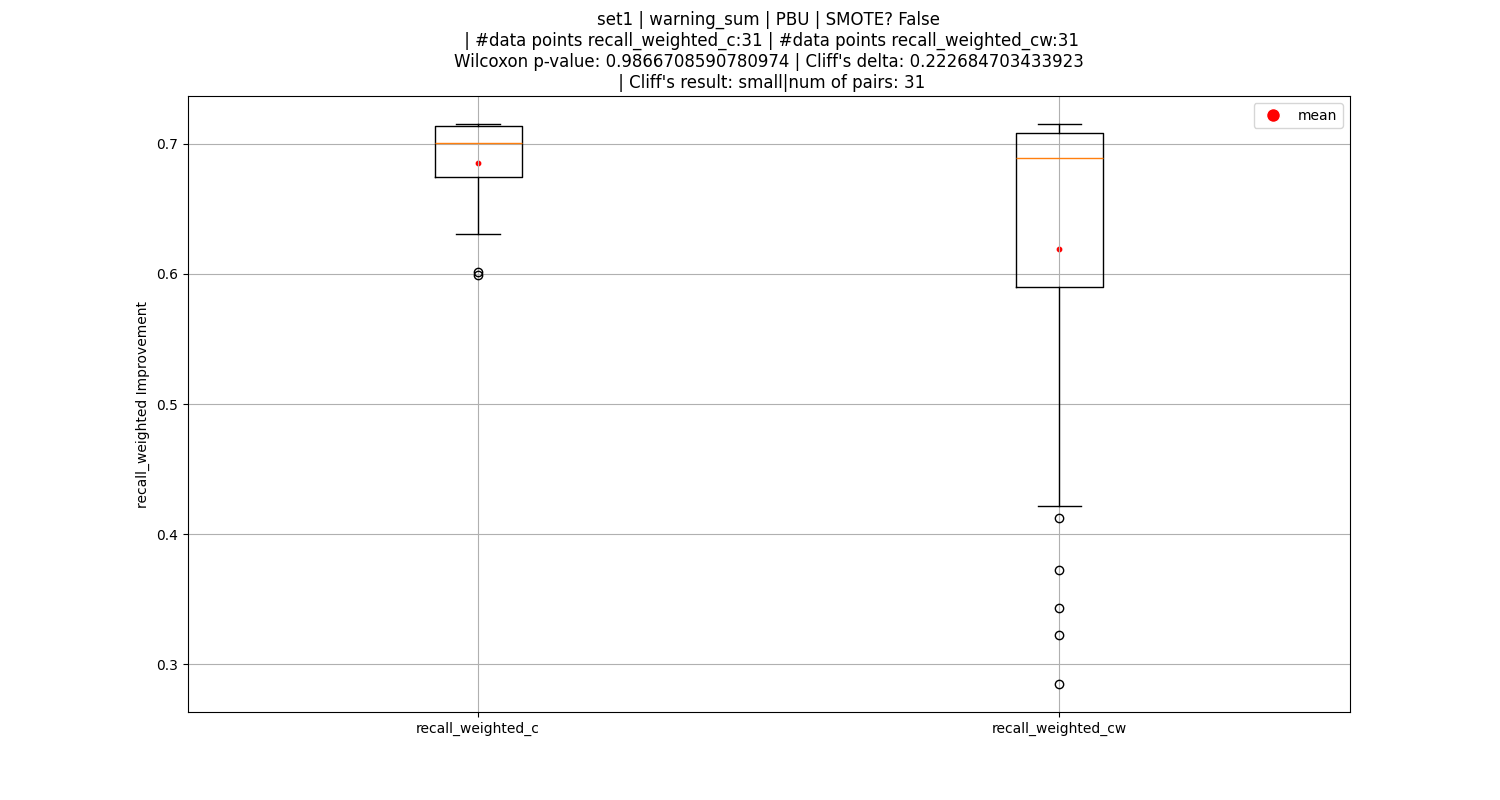 set1 | warning_sum | PBU | SMOTE? False
| #data points recall_weighted_c:31 | #data points recall_weighted_cw:31
Wilcoxon p-value: 0.9866708590780974 | Cliff's delta: 0.222684703433923
| Cliff's result: small|num of pairs: 31
mean
0.7
0.6
0.5
0.4
0.3
recall_weighted Improvement
recall_weighted_c
recall_weighted_cw